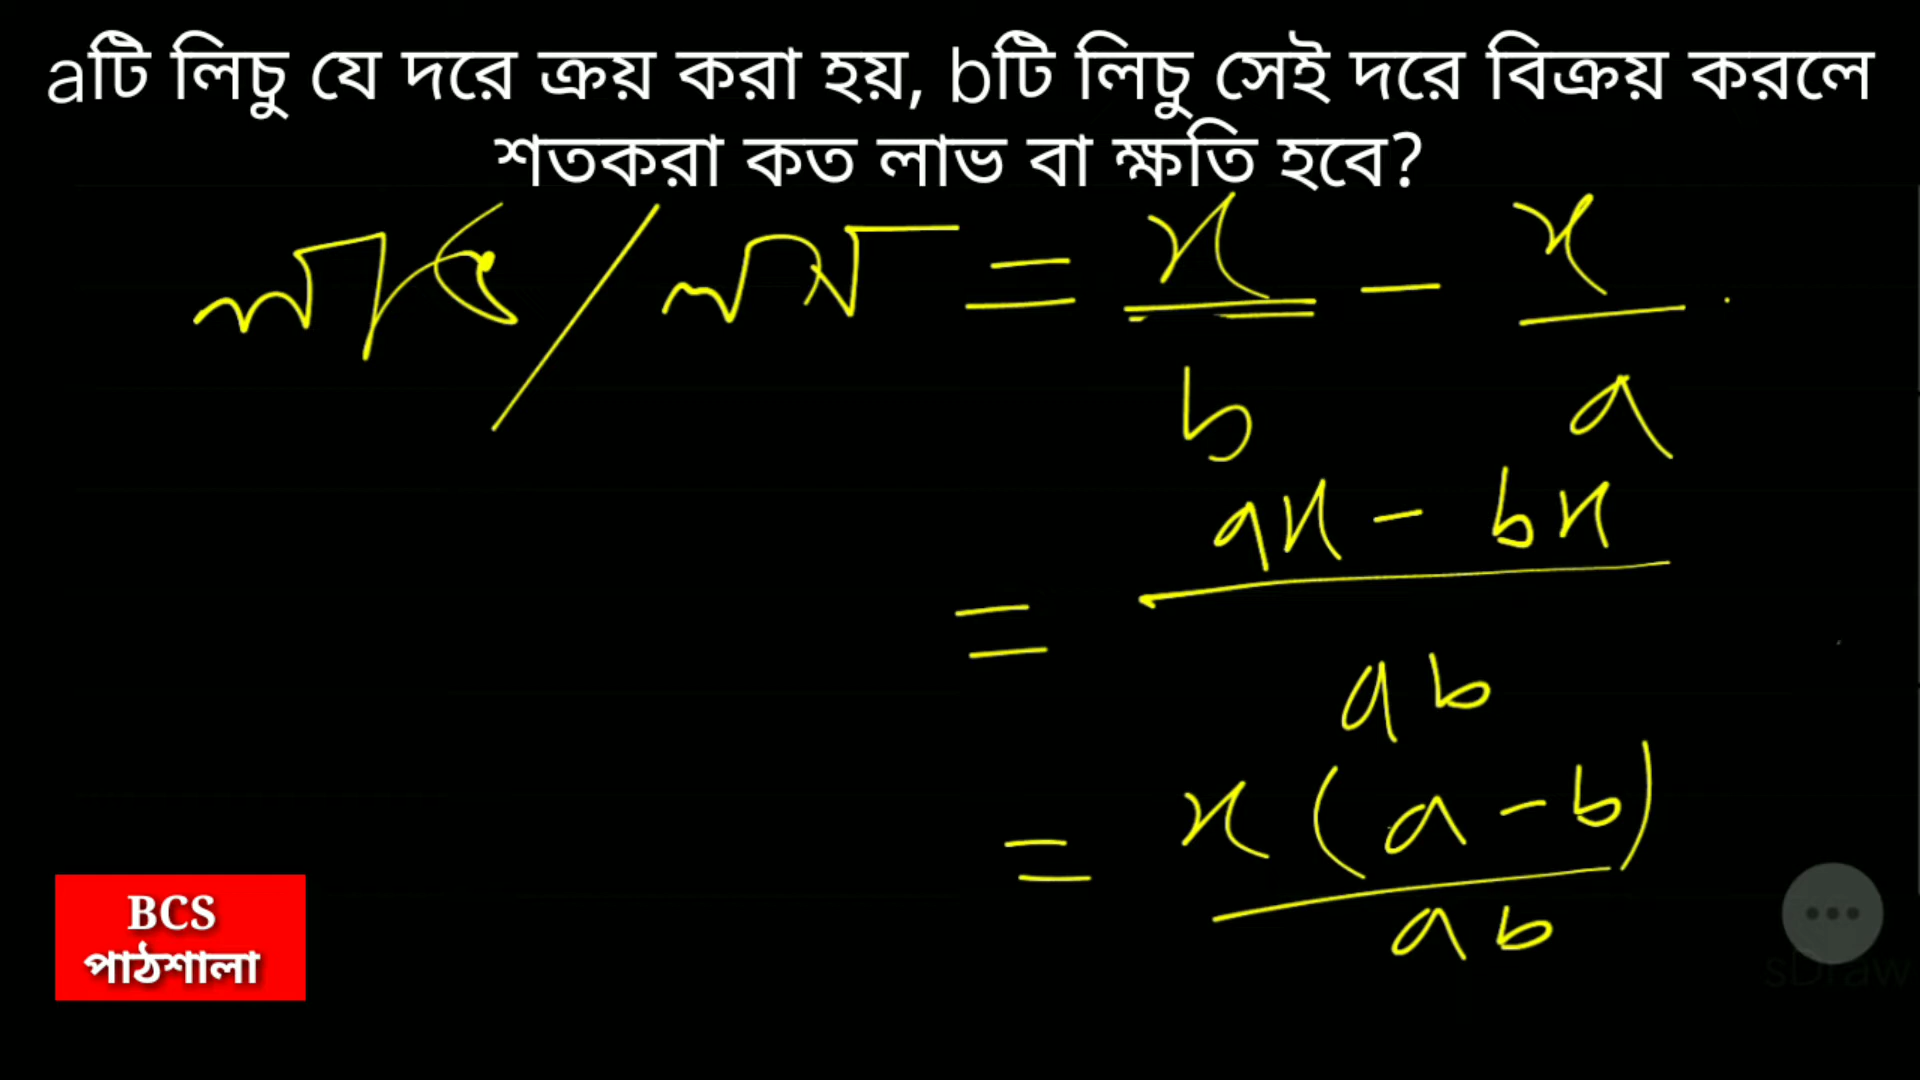 aটি লিচু যে দরে ক্রয় করা হয়, bটি লিচু সেই দরে বিক্রয় করলে
শতকরা কত লাভ বা ক্ষতি হবে?
= x/b - x/a
= ax - bx / ab
= x(a-b) / ab
BCS
পাঠশালা
sDraw